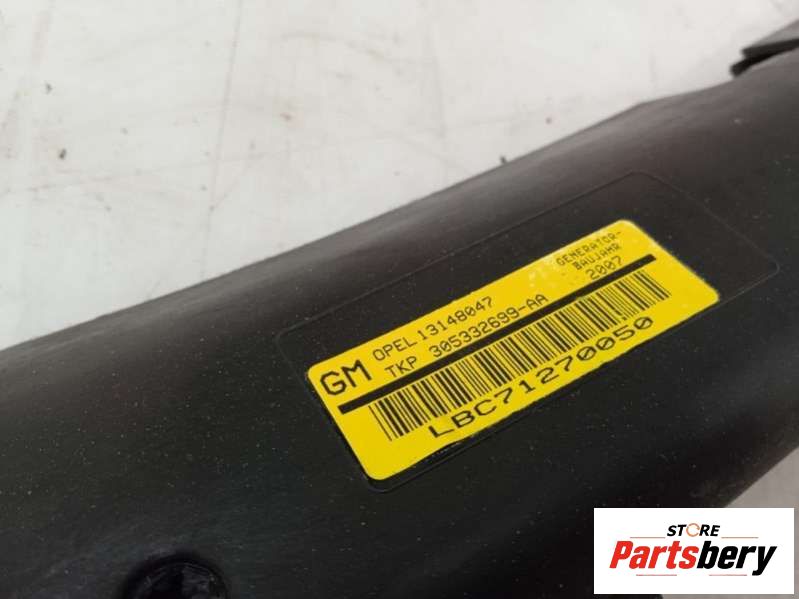 GM OPEL 13148047
TKP 305332699-AA
GENERATOR-
BAUJAHR
2007
LBC71270050
STORE
Partsbery